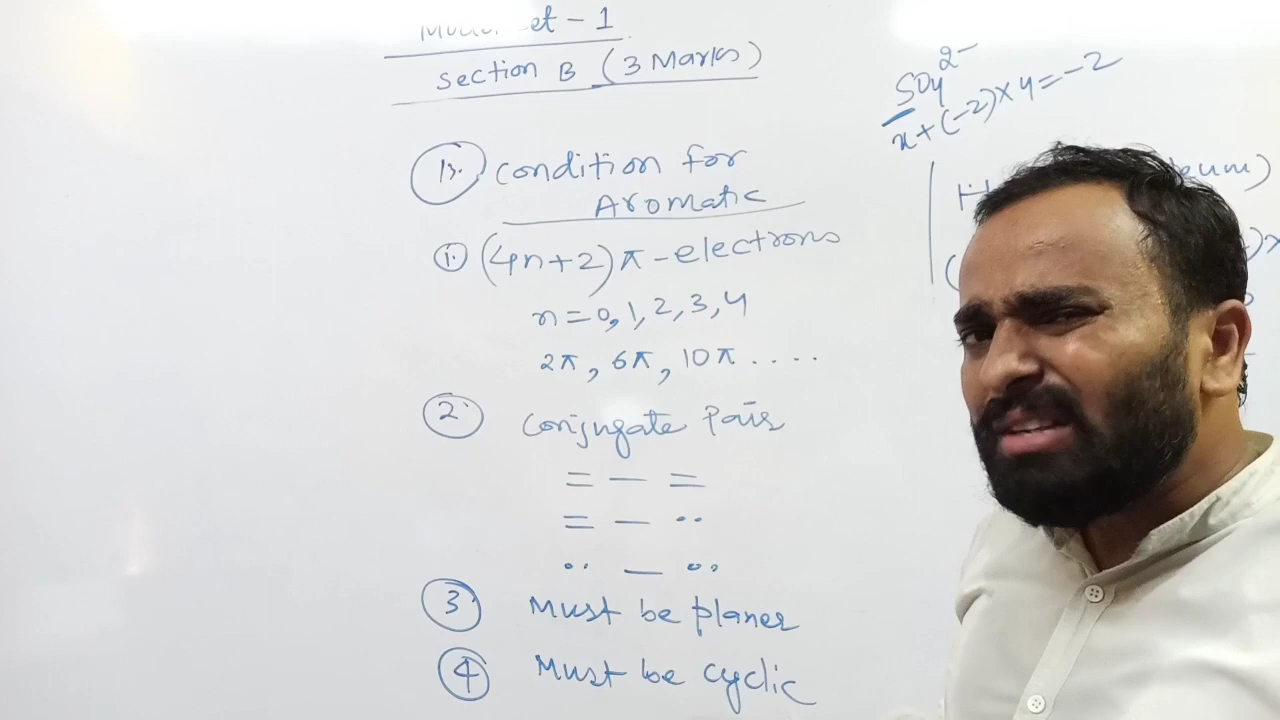 et - 1
Section B (3 Marks)
13. Condition for
Aromatic
1. (4n+2)π - electrons
n = 0, 1, 2, 3, 4
2π, 6π, 10π ....
2. Conjugate Pair
= — =
= — ..
.. — ..
3 Must be planer
4 Must be cyclic
SO4 2-
x + (-2) × 4 = -2
H
(